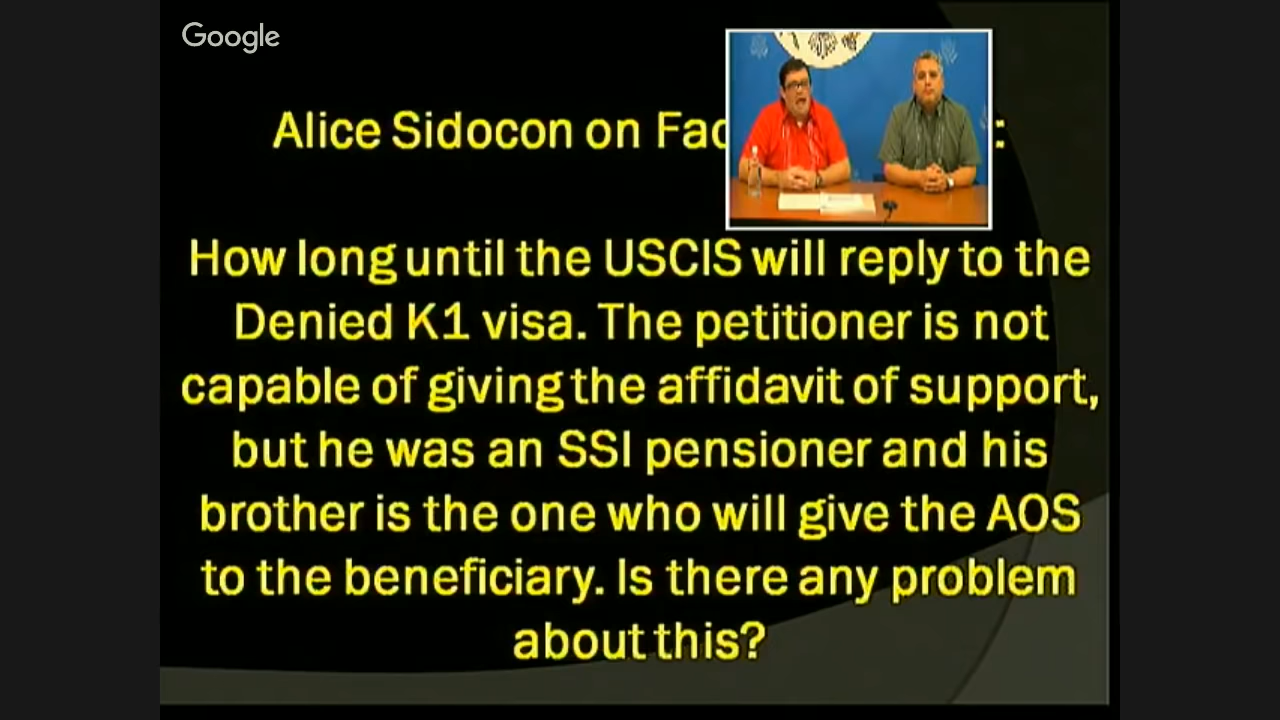 Google
Alice Sidocon on Fac :
How long until the USCIS will reply to the
Denied K1 visa. The petitioner is not
capable of giving the affidavit of support,
but he was an SSI pensioner and his
brother is the one who will give the AOS
to the beneficiary. Is there any problem
about this?